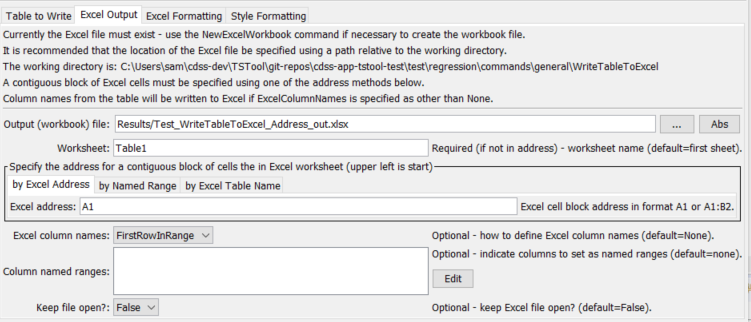 Table to Write Excel Output Excel Formatting Style Formatting
Currently the Excel file must exist - use the NewExcelWorkbook command if necessary to create the workbook file.
It is recommended that the location of the Excel file be specified using a path relative to the working directory.
The working directory is: C:\Users\sam\cdss-dev\TSTool\git-repos\cdss-app-tstool-test\test\regression\commands\general\WriteTableToExcel
A contiguous block of Excel cells must be specified using one of the address methods below.
Column names from the table will be written to Excel if ExcelColumnNames is specified as other than None.
Output (workbook) file: Results/Test_WriteTableToExcel_Address_out.xlsx ... Abs
Worksheet: Table1 Required (if not in address) - worksheet name (default=first sheet).
Specify the address for a contiguous block of cells the in Excel worksheet (upper left is start)
by Excel Address by Named Range by Excel Table Name
Excel address: A1 Excel cell block address in format A1 or A1:B2.
Excel column names: FirstRowInRange Optional - how to define Excel column names (default=None).
Column named ranges: Optional - indicate columns to set as named ranges (default=none).
Edit
Keep file open?: False Optional - keep Excel file open? (default=False).